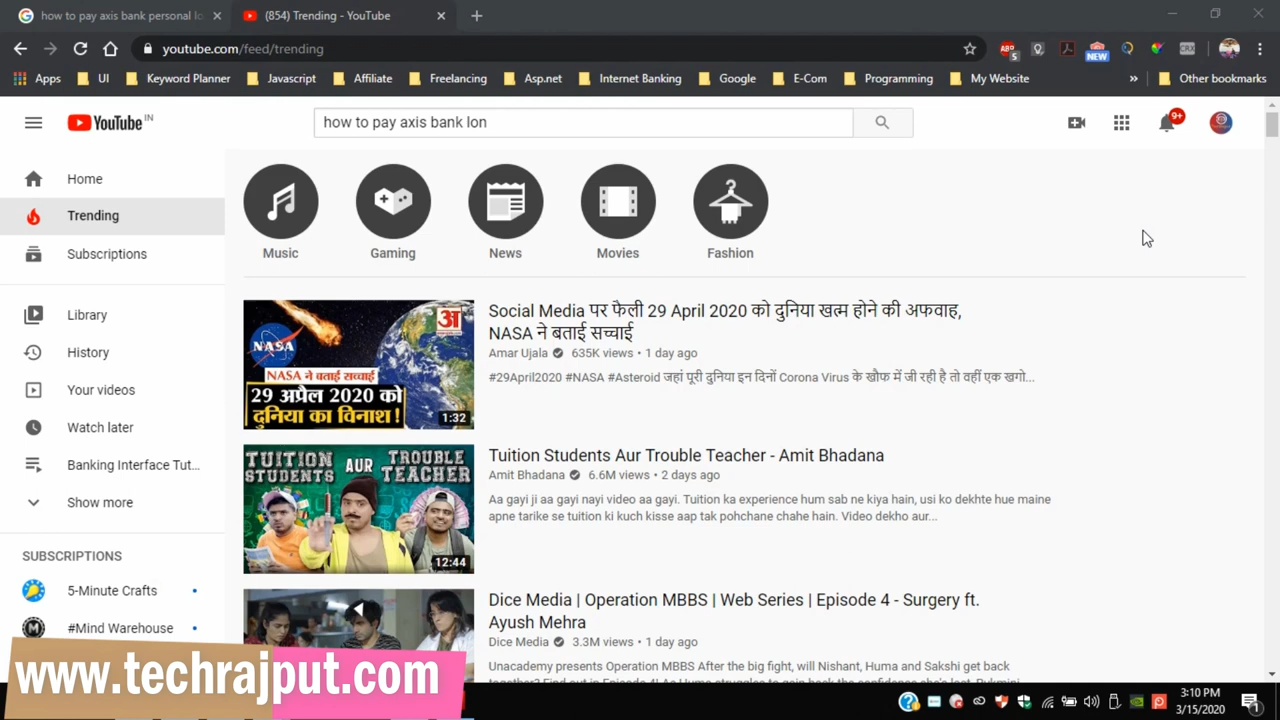 how to pay axis bank personal lo
(854) Trending - YouTube
youtube.com/feed/trending
ABP
5
NEW
Apps
UI
Keyword Planner
Javascript
Affiliate
Freelancing
Asp.net
Internet Banking
Google
E-Com
Programming
My Website
»
Other bookmarks
YouTube IN
how to pay axis bank lon
9+
Home
Trending
Subscriptions
Library
History
Your videos
Watch later
Banking Interface Tut...
Show more
SUBSCRIPTIONS
5-Minute Crafts
#Mind Warehouse
Music
Gaming
News
Movies
Fashion
NASA
अ
NASA ने बताई सच्चाई
29 अप्रैल 2020 को
दुनिया का विनाश!
1:32
Social Media पर फैली 29 April 2020 को दुनिया खत्म होने की अफवाह,
NASA ने बताई सच्चाई
Amar Ujala 635K views • 1 day ago
#29April2020 #NASA #Asteroid जहां पूरी दुनिया इन दिनों Corona Virus के खौफ में जी रही है तो वहीं एक खगो...
TUITION STUDENTS AUR TROUBLE TEACHER
12:44
Tuition Students Aur Trouble Teacher - Amit Bhadana
Amit Bhadana 6.6M views • 2 days ago
Aa gayi ji aa gayi nayi video aa gayi. Tuition ka experience hum sab ne kiya hain, usi ko dekhte hue maine
apne tarike se tuition ki kuch kisse aap tak pohchane chahe hain. Video dekho aur...
Dice Media | Operation MBBS | Web Series | Episode 4 - Surgery ft.
Ayush Mehra
Dice Media 3.3M views • 1 day ago
Unacademy presents Operation MBBS After the big fight, will Nishant, Huma and Sakshi get back
www.techrajput.com
3:10 PM
3/15/2020